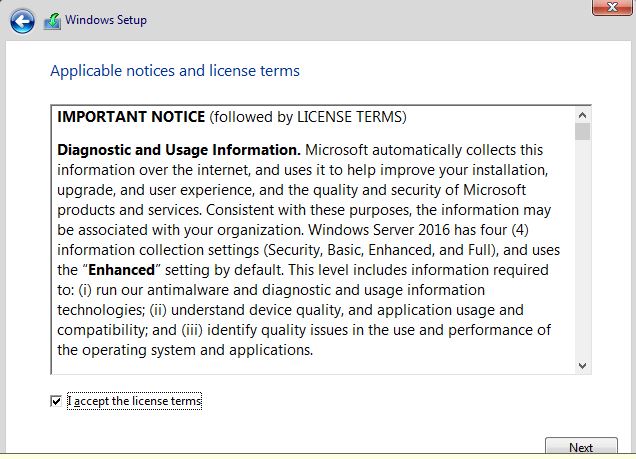 Windows Setup
Applicable notices and license terms
IMPORTANT NOTICE (followed by LICENSE TERMS)
Diagnostic and Usage Information. Microsoft automatically collects this
information over the internet, and uses it to help improve your installation,
upgrade, and user experience, and the quality and security of Microsoft
products and services. Consistent with these purposes, the information may
be associated with your organization. Windows Server 2016 has four (4)
information collection settings (Security, Basic, Enhanced, and Full), and uses
the “Enhanced” setting by default. This level includes information required
to: (i) run our antimalware and diagnostic and usage information
technologies; (ii) understand device quality, and application usage and
compatibility; and (iii) identify quality issues in the use and performance of
the operating system and applications.
I accept the license terms
Next